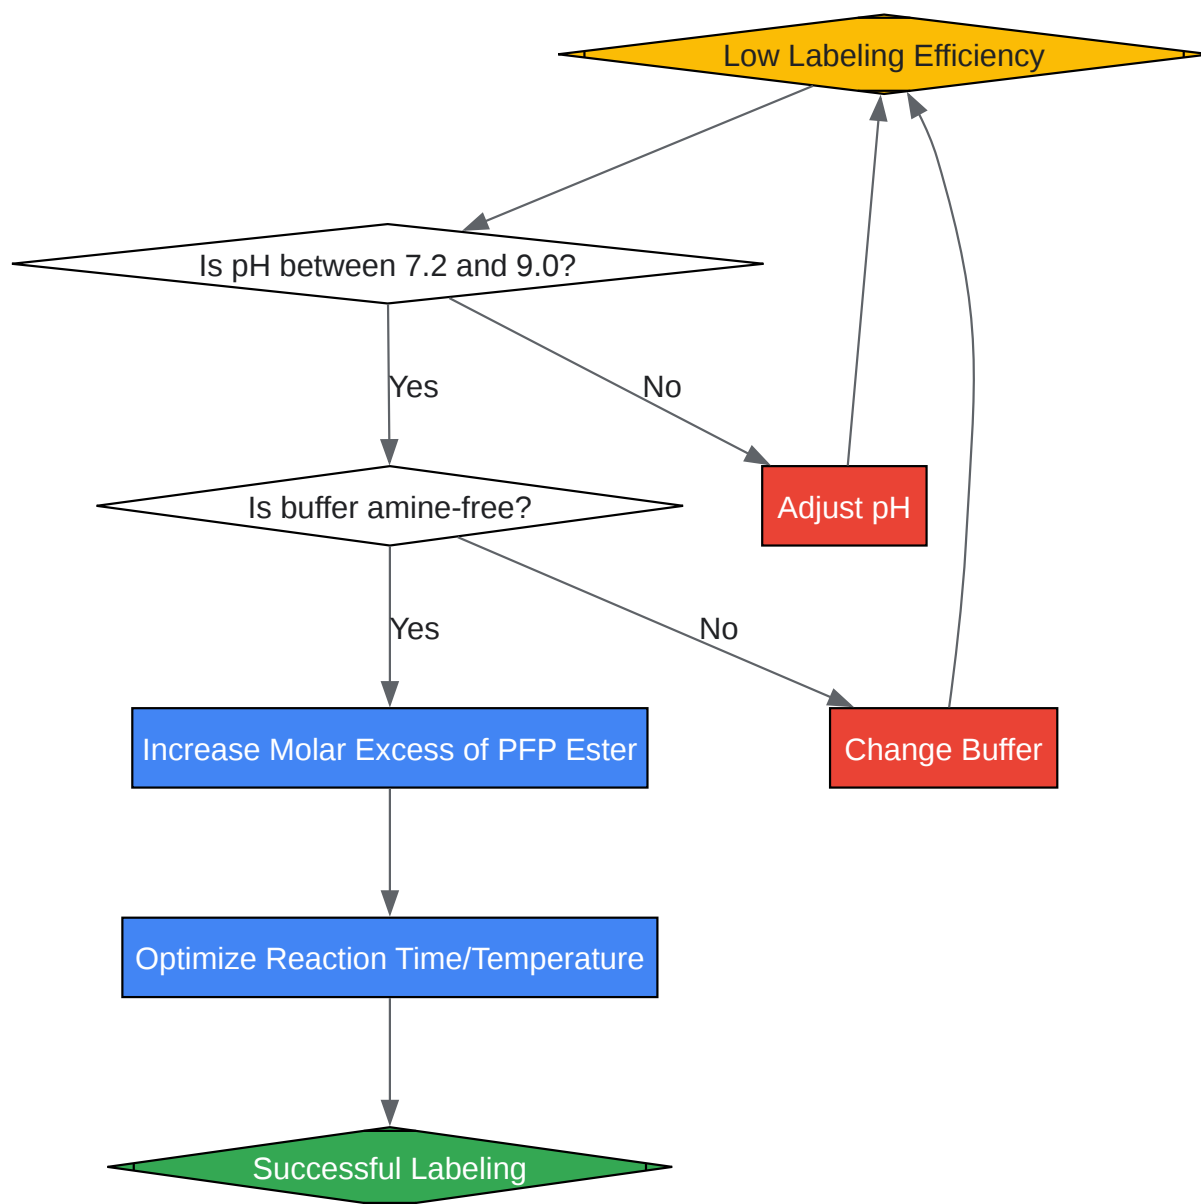 Low Labeling Efficiency
Is pH between 7.2 and 9.0?
Yes
No
Is buffer amine-free?
Adjust pH
Yes
No
Increase Molar Excess of PFP Ester
Change Buffer
Optimize Reaction Time/Temperature
Successful Labeling